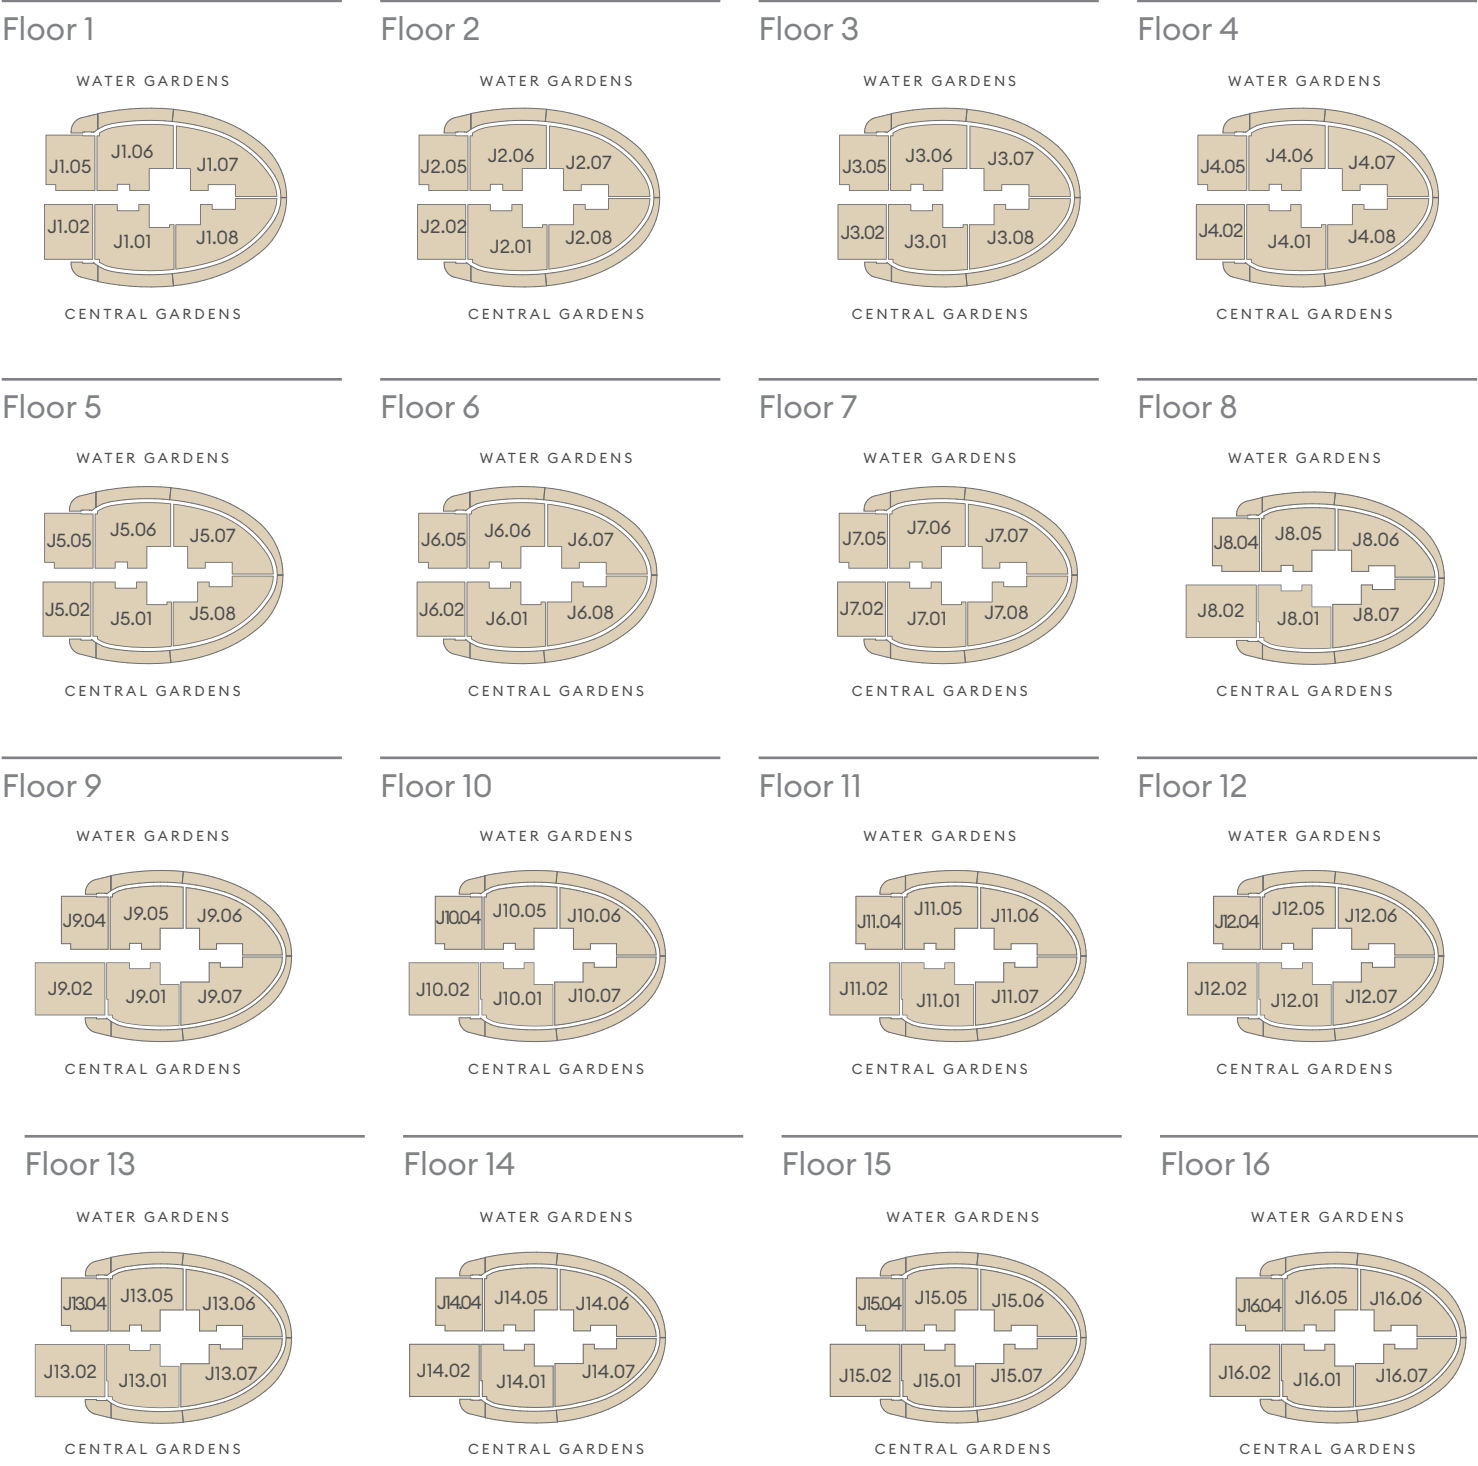 Floor 1
WATER GARDENS
J1.05
J1.06
J1.07
J1.02
J1.01
J1.08
CENTRAL GARDENS
Floor 2
WATER GARDENS
J2.05
J2.06
J2.07
J2.02
J2.01
J2.08
CENTRAL GARDENS
Floor 3
WATER GARDENS
J3.05
J3.06
J3.07
J3.02
J3.01
J3.08
CENTRAL GARDENS
Floor 4
WATER GARDENS
J4.05
J4.06
J4.07
J4.02
J4.01
J4.08
CENTRAL GARDENS
Floor 5
WATER GARDENS
J5.05
J5.06
J5.07
J5.02
J5.01
J5.08
CENTRAL GARDENS
Floor 6
WATER GARDENS
J6.05
J6.06
J6.07
J6.02
J6.01
J6.08
CENTRAL GARDENS
Floor 7
WATER GARDENS
J7.05
J7.06
J7.07
J7.02
J7.01
J7.08
CENTRAL GARDENS
Floor 8
WATER GARDENS
J8.04
J8.05
J8.06
J8.02
J8.01
J8.07
CENTRAL GARDENS
Floor 9
WATER GARDENS
J9.04
J9.05
J9.06
J9.02
J9.01
J9.07
CENTRAL GARDENS
Floor 10
WATER GARDENS
J10.04
J10.05
J10.06
J10.02
J10.01
J10.07
CENTRAL GARDENS
Floor 11
WATER GARDENS
J11.04
J11.05
J11.06
J11.02
J11.01
J11.07
CENTRAL GARDENS
Floor 12
WATER GARDENS
J12.04
J12.05
J12.06
J12.02
J12.01
J12.07
CENTRAL GARDENS
Floor 13
WATER GARDENS
J13.04
J13.05
J13.06
J13.02
J13.01
J13.07
CENTRAL GARDENS
Floor 14
WATER GARDENS
J14.04
J14.05
J14.06
J14.02
J14.01
J14.07
CENTRAL GARDENS
Floor 15
WATER GARDENS
J15.04
J15.05
J15.06
J15.02
J15.01
J15.07
CENTRAL GARDENS
Floor 16
WATER GARDENS
J16.04
J16.05
J16.06
J16.02
J16.01
J16.07
CENTRAL GARDENS